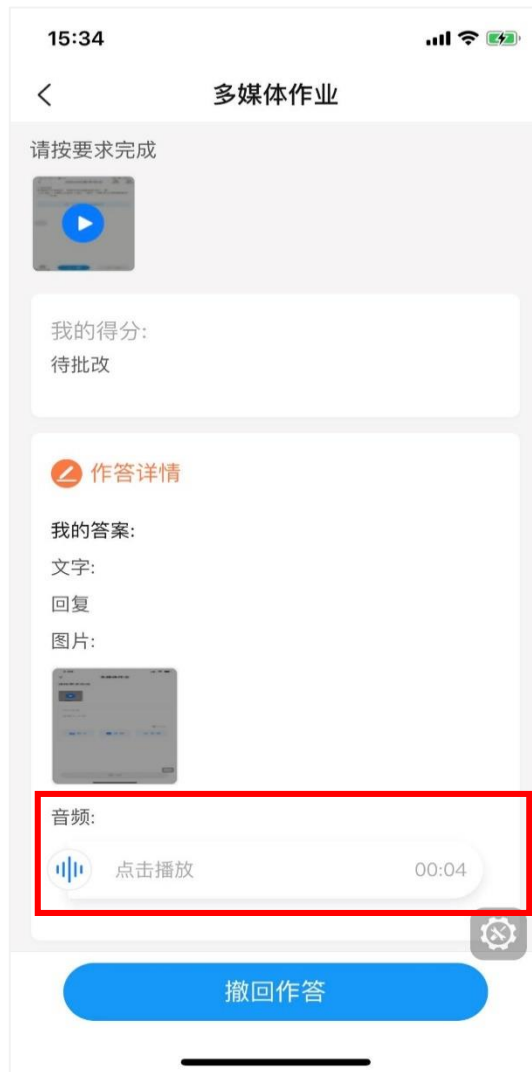 15:34
多媒体作业
请按要求完成
我的得分:
待批改
作答详情
我的答案:
文字:
回复
图片:
音频:
点击播放 00:04
撤回作答